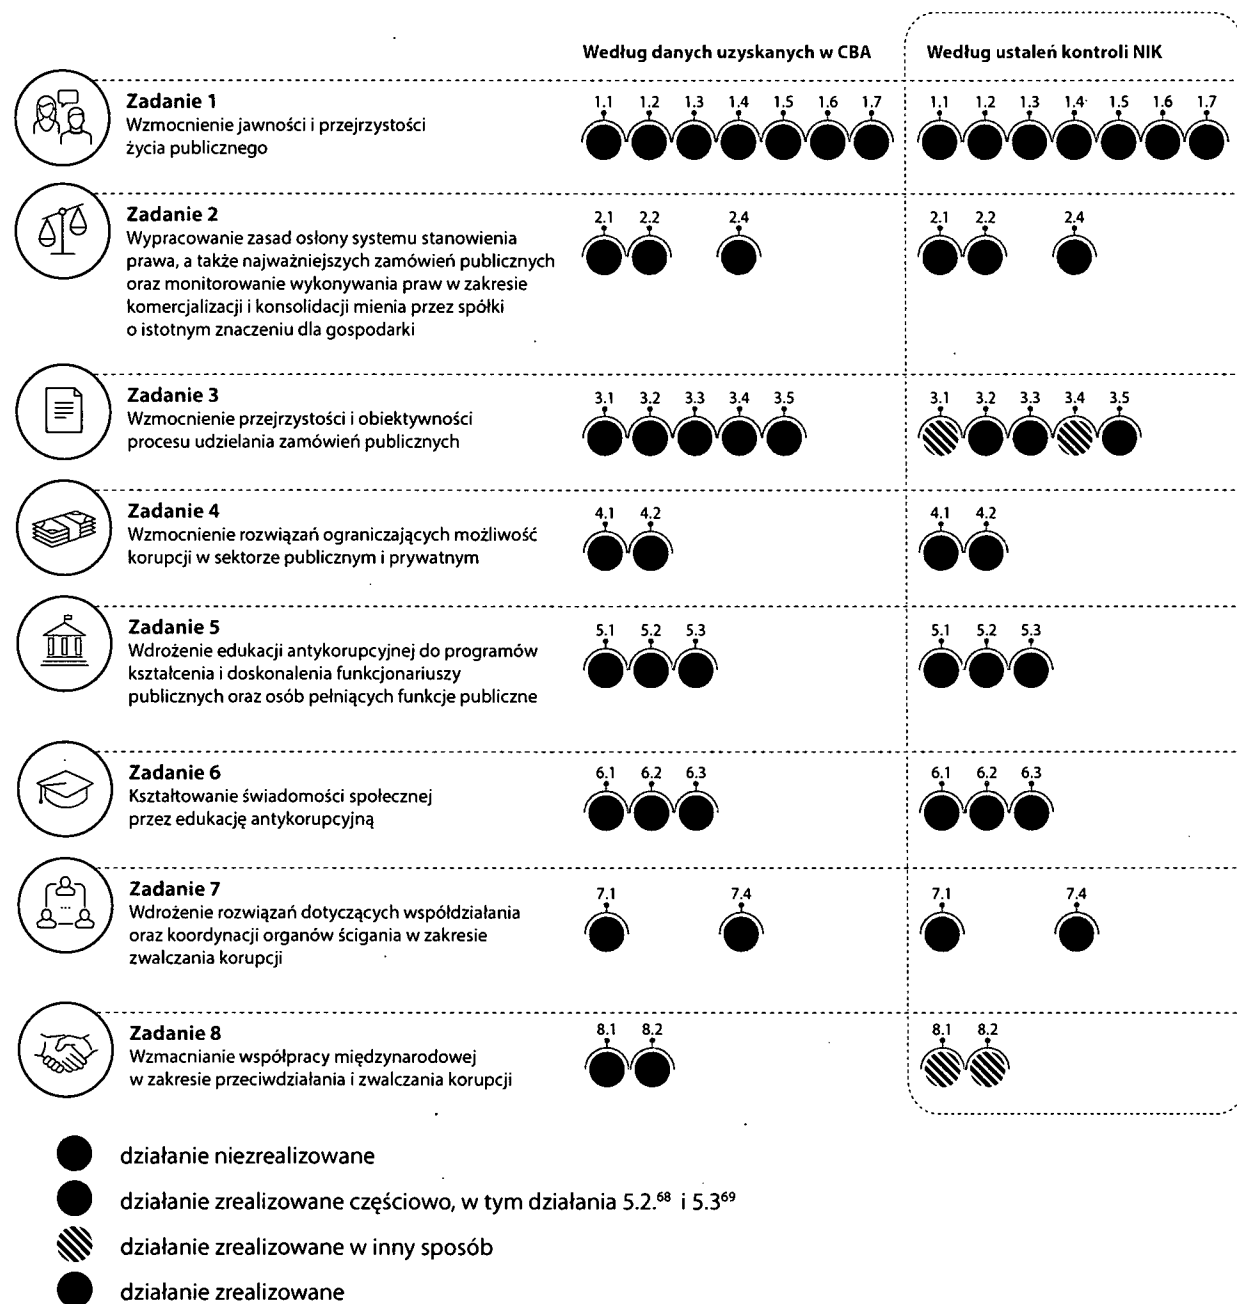 Według danych uzyskanych w CBA
Według ustaleń kontroli NIK
Zadanie 1
Wzmocnienie jawności i przejrzystości
życia publicznego
1.1 1.2 1.3 1.4 1.5 1.6 1.7
1.1 1.2 1.3 1.4 1.5 1.6 1.7
Zadanie 2
Wypracowanie zasad osłony systemu stanowienia
prawa, a także najważniejszych zamówień publicznych
oraz monitorowanie wykonywania praw w zakresie
komercjalizacji i konsolidacji mienia przez spółki
o istotnym znaczeniu dla gospodarki
2.1 2.2 2.4
2.1 2.2 2.4
Zadanie 3
Wzmocnienie przejrzystości i obiektywności
procesu udzielania zamówień publicznych
3.1 3.2 3.3 3.4 3.5
3.1 3.2 3.3 3.4 3.5
Zadanie 4
Wzmocnienie rozwiązań ograniczających możliwość
korupcji w sektorze publicznym i prywatnym
4.1 4.2
4.1 4.2
Zadanie 5
Wdrożenie edukacji antykorupcyjnej do programów
kształcenia i doskonalenia funkcjonariuszy
publicznych oraz osób pełniących funkcje publiczne
5.1 5.2 5.3
5.1 5.2 5.3
Zadanie 6
Kształtowanie świadomości społecznej
przez edukację antykorupcyjną
6.1 6.2 6.3
6.1 6.2 6.3
Zadanie 7
Wdrożenie rozwiązań dotyczących współdziałania
oraz koordynacji organów ścigania w zakresie
zwalczania korupcji
7.1 7.4
7.1 7.4
Zadanie 8
Wzmacnianie współpracy międzynarodowej
w zakresie przeciwdziałania i zwalczania korupcji
8.1 8.2
8.1 8.2
działanie niezrealizowane
działanie zrealizowane częściowo, w tym działania 5.2.⁶⁸ i 5.3⁶⁹
działanie zrealizowane w inny sposób
działanie zrealizowane